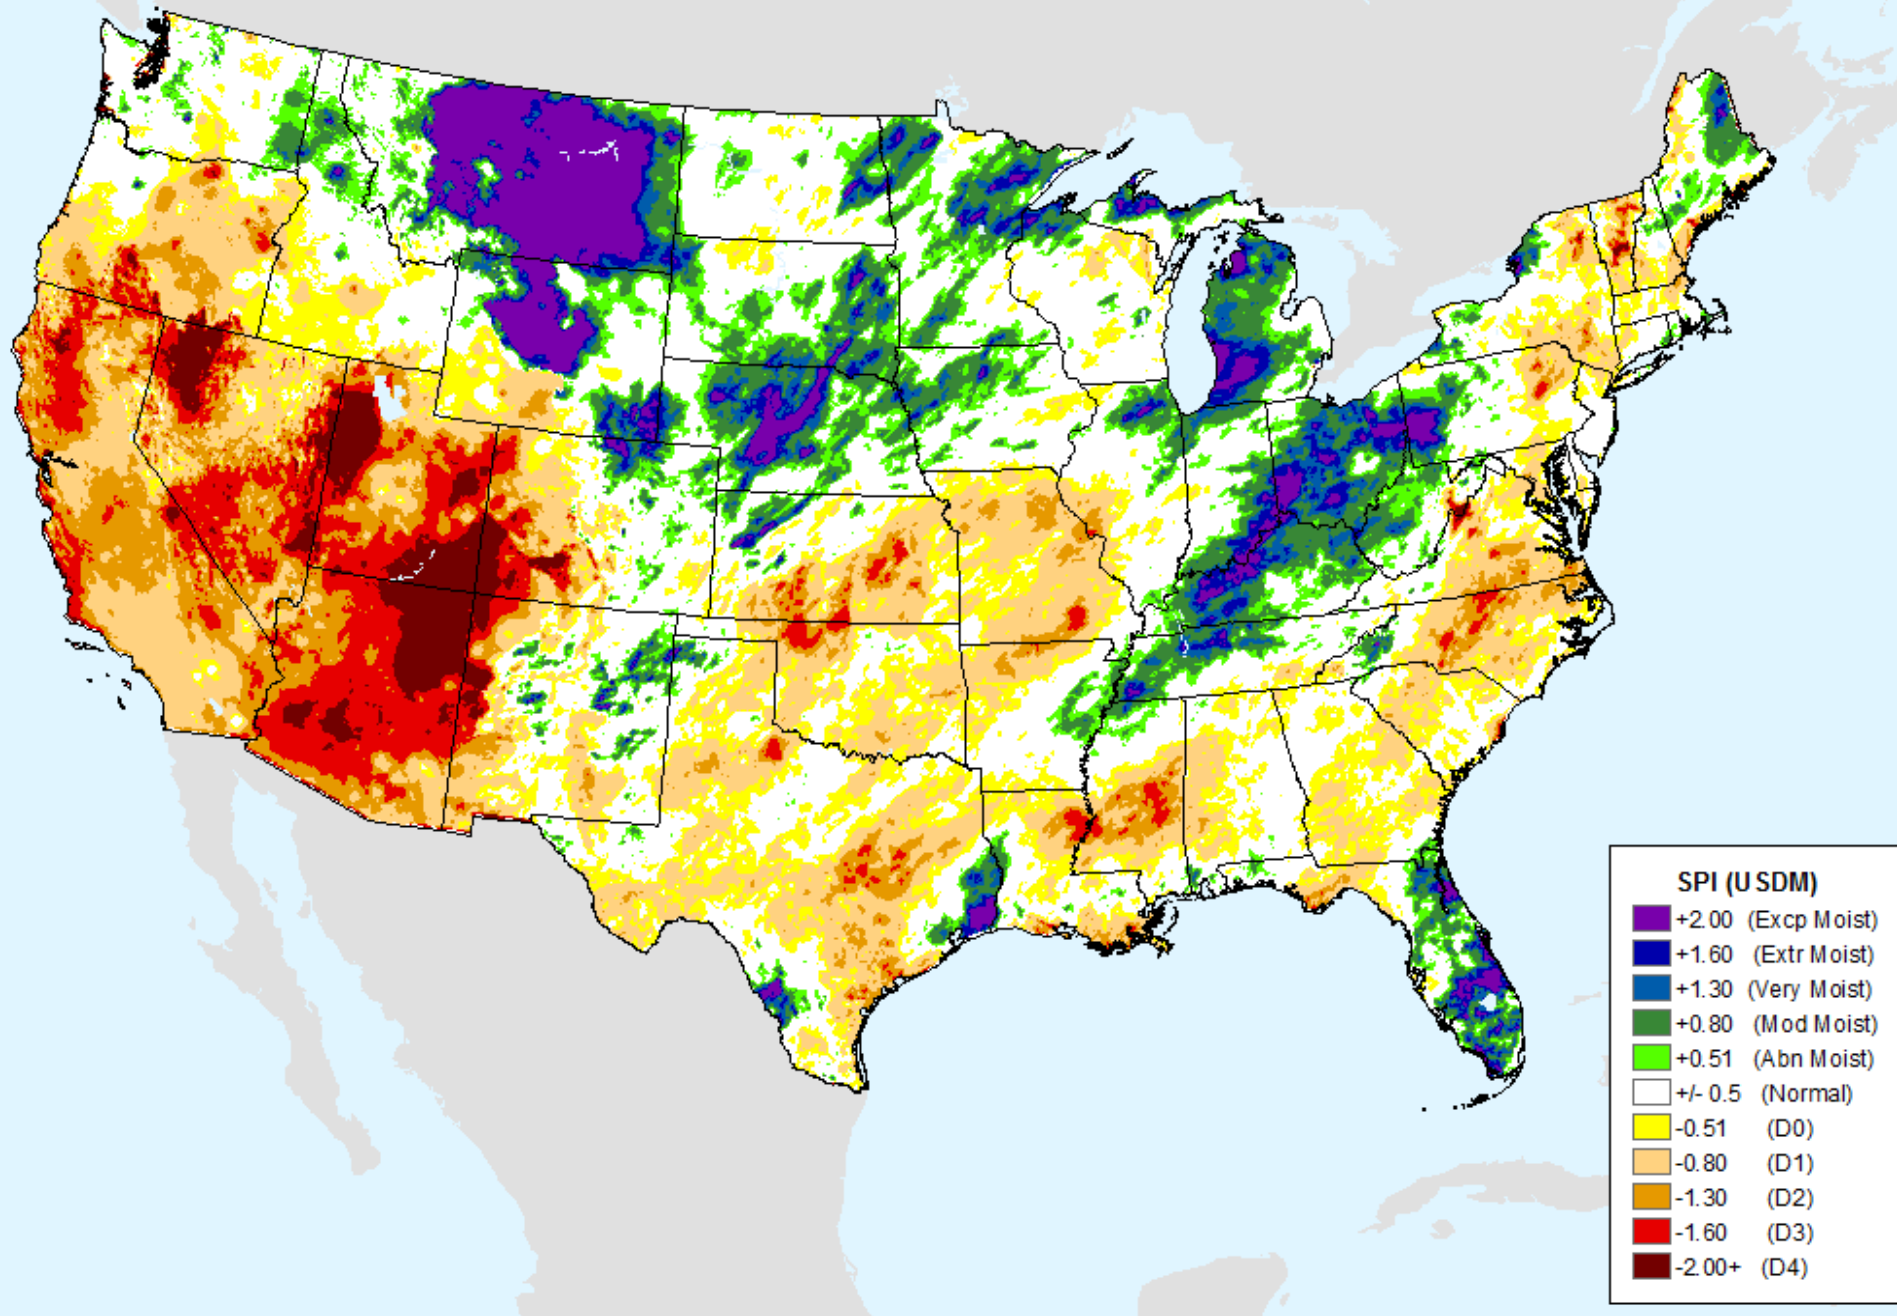 SPI (USDM)
+2.00 (Excp Moist)
+1.60 (Extr Moist)
+1.30 (Very Moist)
+0.80 (Mod Moist)
+0.51 (Abn Moist)
+/- 0.5 (Normal)
-0.51 (D0)
-0.80 (D1)
-1.30 (D2)
-1.60 (D3)
-2.00+ (D4)